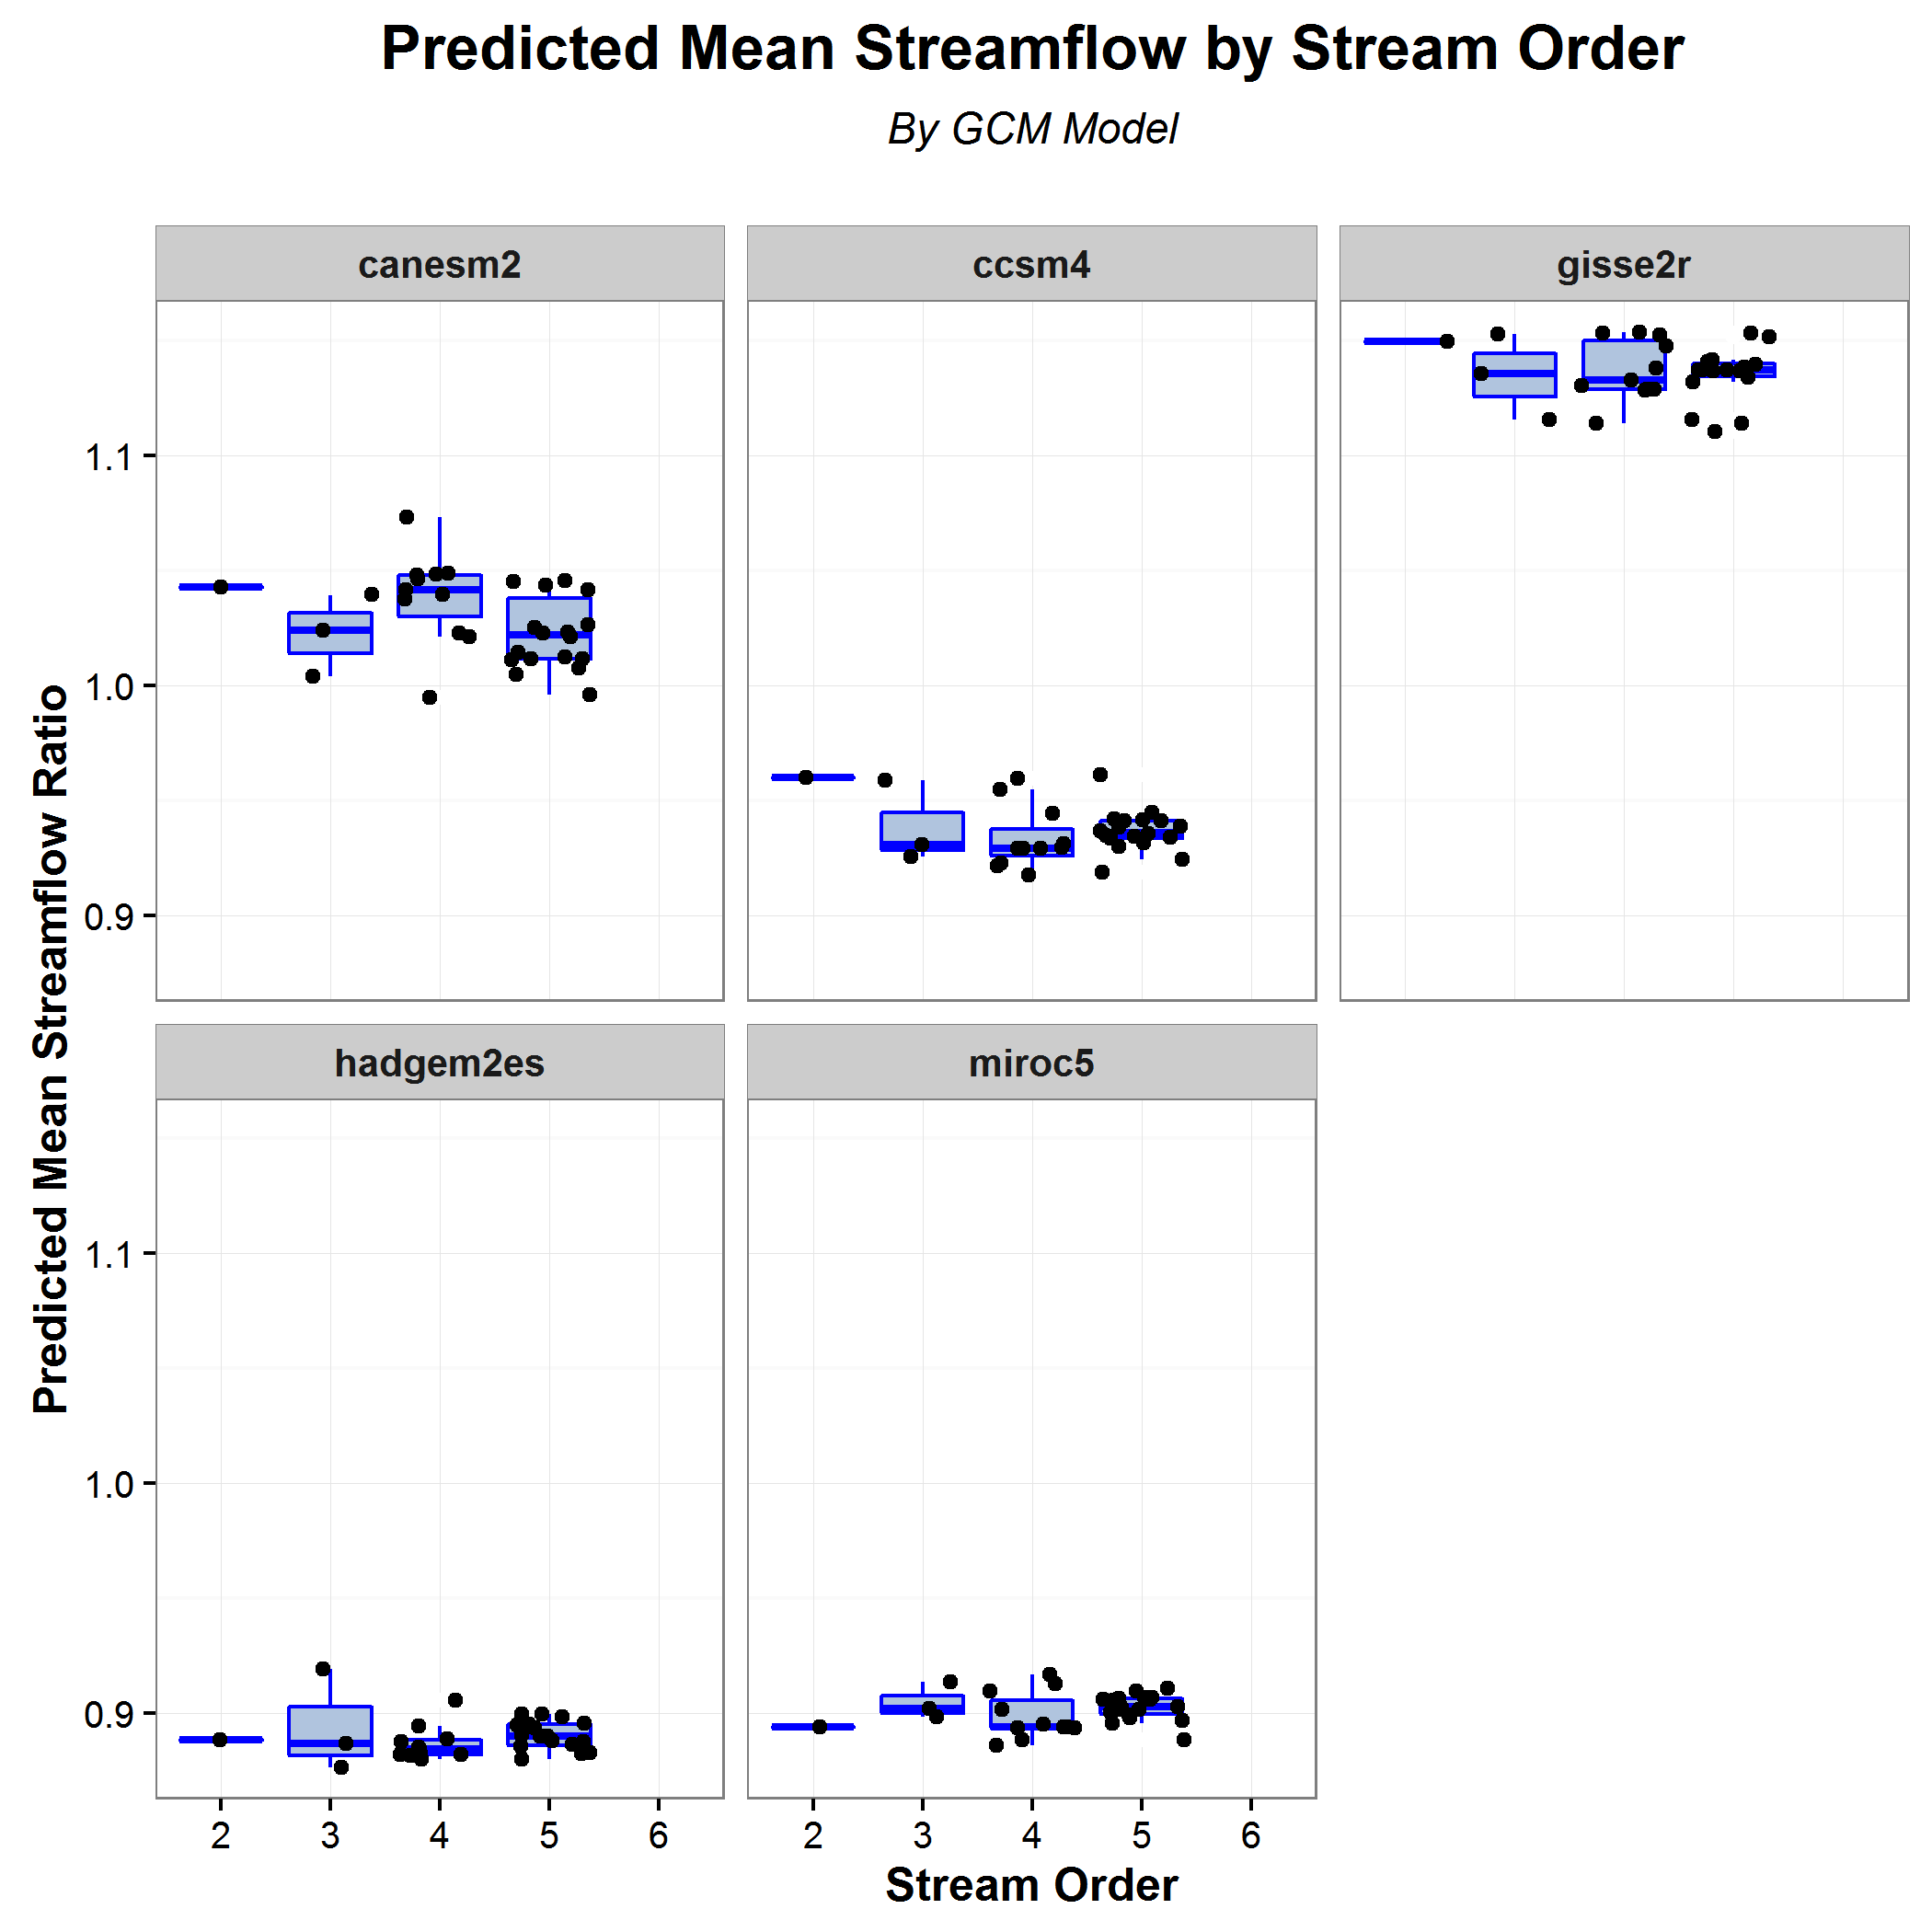 Predicted Mean Streamflow by Stream Order
By GCM Model
canesm2
ccsm4
gisse2r
1.1
1.0
0.9
hadgem2es
miroc5
1.1
1.0
0.9
2 3 4 5 6
2 3 4 5 6
Stream Order
Predicted Mean Streamflow Ratio